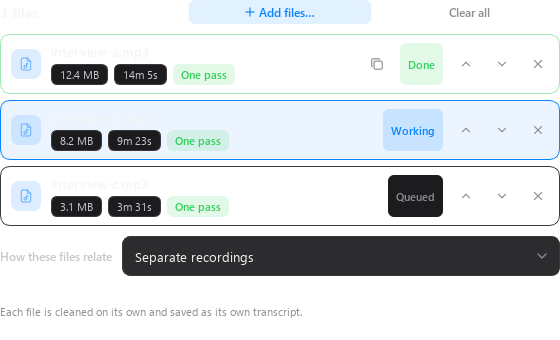 3 files
+ Add files...
Clear all
interview-a.mp3
12.4 MB 14m 5s One pass
Done
8.2 MB 9m 23s One pass
Working
interview-c.mp3
3.1 MB 3m 31s One pass
Queued
How these files relate
Separate recordings
Each file is cleaned on its own and saved as its own transcript.